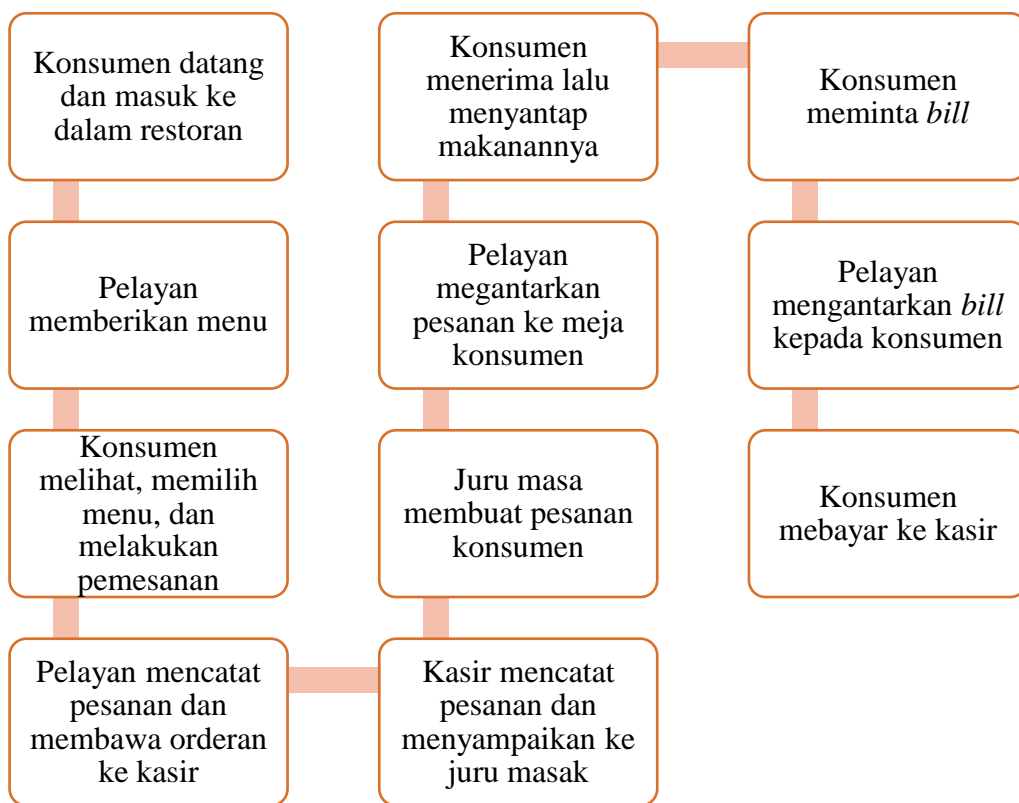 Konsumen datang
dan masuk ke
dalam restoran
Pelayan
memberikan menu
Konsumen
melihat, memilih
menu, dan
melakukan
pemesanan
Pelayan mencatat
pesanan dan
membawa orderan
ke kasir
Kasir mencatat
pesanan dan
menyampaikan ke
juru masak
Juru masa
membuat pesanan
konsumen
Pelayan
megantarkan
pesanan ke meja
konsumen
Konsumen
menerima lalu
menyantap
makanannya
Konsumen
meminta bill
Pelayan
mengantarkan bill
kepada konsumen
Konsumen
mebayar ke kasir